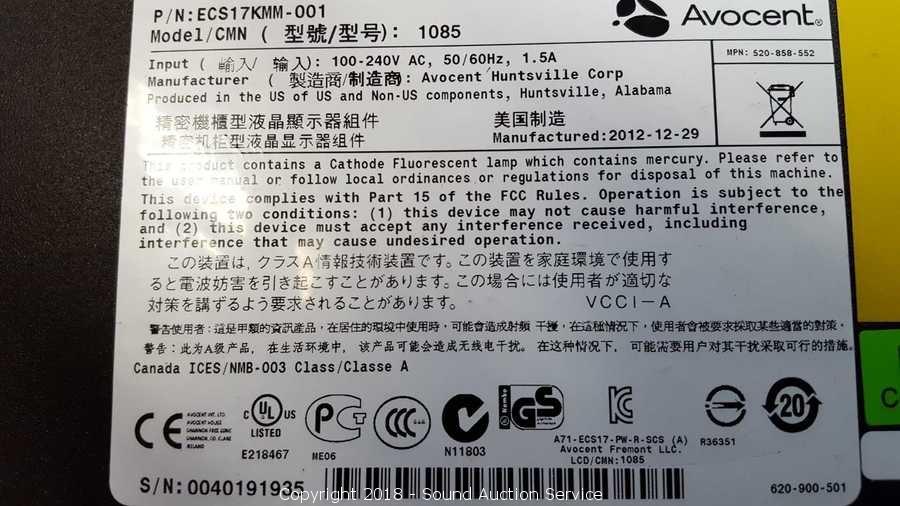 P/N:ECS17KMM-001
Avocent®
Model/CMN ( 型號/型号): 1085
Input ( 輸入/ 输入): 100-240V AC, 50/60Hz, 1.5A
MPN: 520-858-552
Manufacturer ( 製造商/制造商: Avocent Huntsville Corp
Produced in the US of US and Non-US components, Huntsville, Alabama
精密機櫃型液晶顯示器組件
美国制造
精密机柜型液晶显示器组件
Manufactured:2012-12-29
This product contains a Cathode Fluorescent lamp which contains mercury. Please refer to
the user manual or follow local ordinances or regulations for disposal of this machine.
This device complies with Part 15 of the FCC Rules. Operation is subject to the
following two conditions: (1) this device may not cause harmful interference,
and (2) this device must accept any interference received, including
interference that may cause undesired operation.
この装置は、クラスA情報技術装置です。この装置を家庭環境で使用す
ると電波妨害を引き起こすことがあります。この場合には使用者が適切な
対策を講ずるよう要求されることがあります。 VCCI-A
警告使用者：這是甲類的資訊產品，在居住的環境中使用時，可能會造成射頻 干擾，在這種情況下，使用者會被要求採取某些適當的對策。
警告：此为A级产品， 在生活环境中， 该产品可能会造成无线电干扰。 在这种情况下， 可能需要用户对其干扰采取可行的措施。
Canada ICES/NMB-003 Class/Classe A
CE
AVOCENT INT. LTD.
AVOCENT HOUSE
SHANNON FREE ZONE
SHANNON, CO. CLARE
IRELAND
C UL US
LISTED
E218467
ME06
CCC
N11803
GS
A71-ECS17-PW-R-SCS (A)
Avocent Fremont LLC.
LCD/CMN:1085
R36351
20
S/N: 0040191935
620-900-501
C
Copyright 2018 - Sound Auction Service